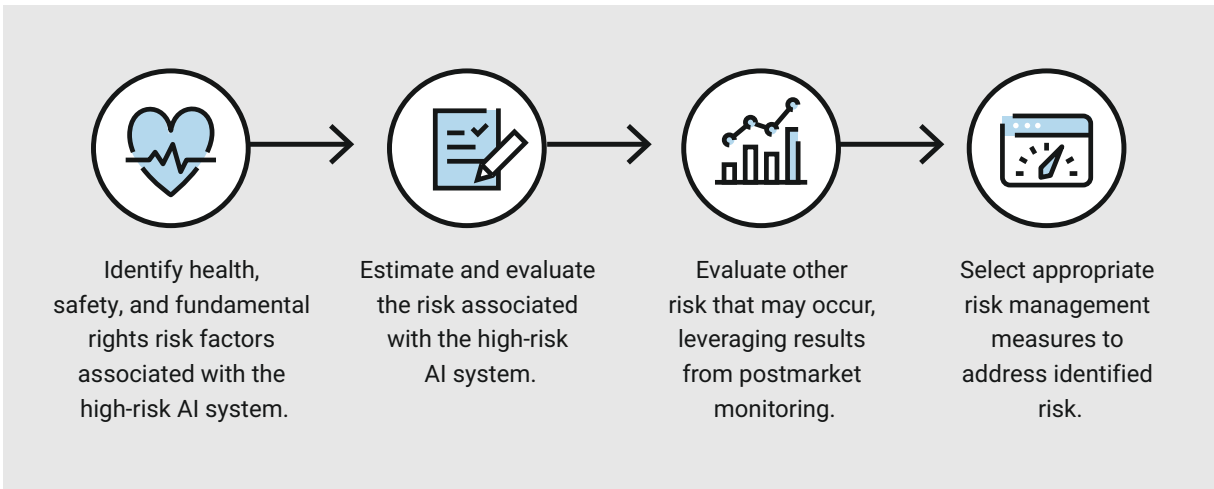 Identify health,
safety, and fundamental
rights risk factors
associated with the
high-risk AI system.
Estimate and evaluate
the risk associated
with the high-risk
AI system.
Evaluate other
risk that may occur,
leveraging results
from postmarket
monitoring.
Select appropriate
risk management
measures to
address identified
risk.